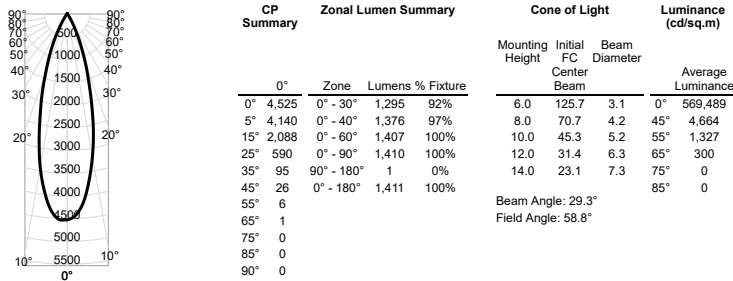 90° 90°
80° 80°
70° 70°
60° 60°
50° 50°
40° 40°
30° 30°
20° 20°
10° 10°
0°
500
1000
1500
2000
2500
3000
3500
4000
4500
5000
5500
CP
Summary
0°
0° 4,525
5° 4,140
15° 2,088
25° 590
35° 95
45° 26
55° 6
65° 1
75° 0
85° 0
90° 0
Zonal Lumen Summary
Zone Lumens % Fixture
0° - 30° 1,295 92%
0° - 40° 1,376 97%
0° - 60° 1,407 100%
0° - 90° 1,410 100%
90° - 180° 1 0%
0° - 180° 1,411 100%
Cone of Light
Mounting Initial Beam
Height FC Diameter
Center
Beam
6.0 125.7 3.1
8.0 70.7 4.2
10.0 45.3 5.2
12.0 31.4 6.3
14.0 23.1 7.3
Beam Angle: 29.3°
Field Angle: 58.8°
Luminance
(cd/sq.m)
Average
Luminance
0° 569,489
45° 4,664
55° 1,327
65° 300
75° 0
85° 0